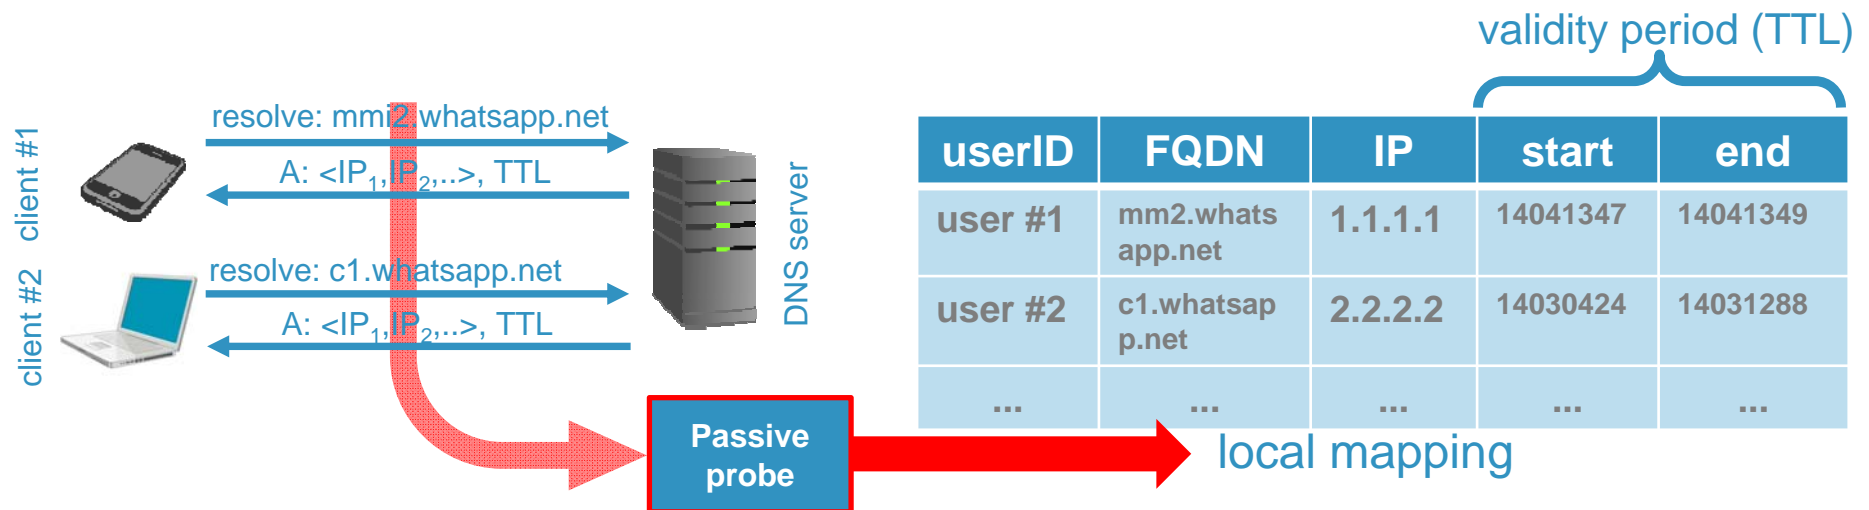 validity period (TTL)
client #1
resolve: mmi2.whatsapp.net
A: <IP1,IP2,..>, TTL
client #2
resolve: c1.whatsapp.net
A: <IP1,IP2,..>, TTL
DNS server
Passive
probe
local mapping
userID FQDN IP start end
user #1 mm2.whats 1.1.1.1 14041347 14041349
app.net
user #2 c1.whatsap 2.2.2.2 14030424 14031288
p.net
... ... ... ... ...